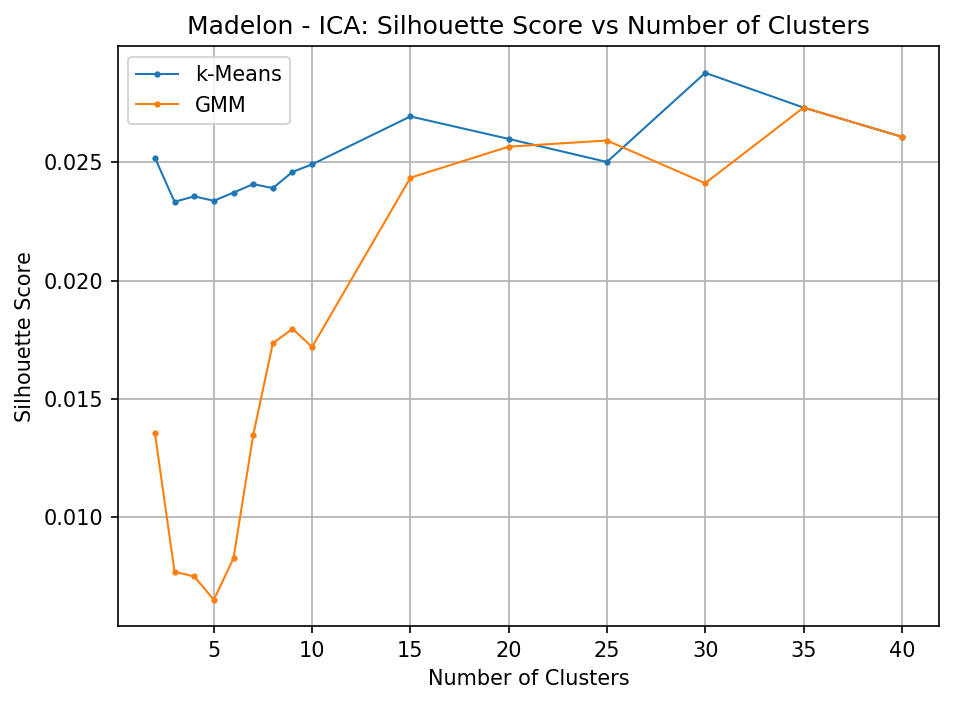 Madelon - ICA: Silhouette Score vs Number of Clusters
k-Means
GMM
Silhouette Score
0.025
0.020
0.015
0.010
5 10 15 20 25 30 35 40
Number of Clusters